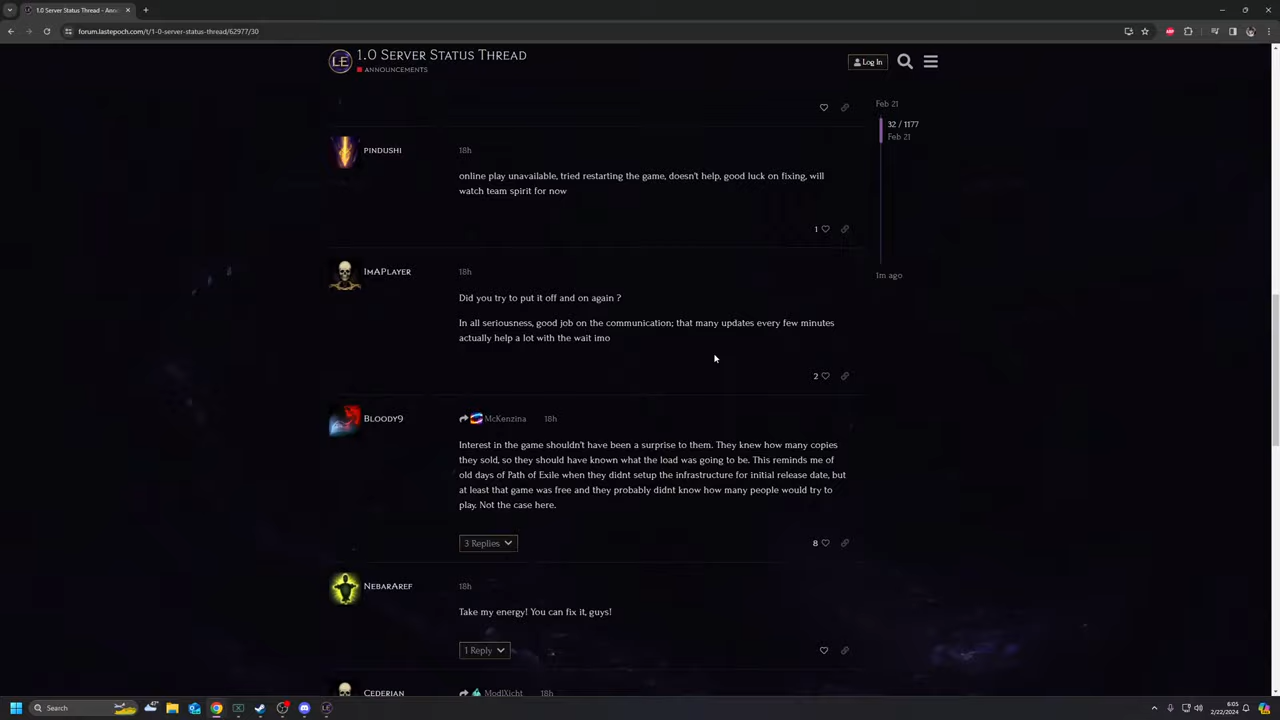 1.0 Server Status Thread - Ann
forum.lastepoch.com/t/1-0-server-status-thread/62977/30
LE
1.0 Server Status Thread
Announcements
Log In
Feb 21
32 / 1177
Feb 21
1m ago
pindushi
18h
online play unavailable, tried restarting the game, doesn't help, good luck on fixing, will
watch team spirit for now
1
ImAPlayer
18h
Did you try to put it off and on again ?
In all seriousness, good job on the communication; that many updates every few minutes
actually help a lot with the wait imo
2
Bloody9
McKenzina 18h
Interest in the game shouldn't have been a surprise to them. They knew how many copies
they sold, so they should have known what the load was going to be. This reminds me of
old days of Path of Exile when they didnt setup the infrastructure for initial release date, but
at least that game was free and they probably didnt know how many people would try to
play. Not the case here.
3 Replies
8
NebarAref
18h
Take my energy! You can fix it, guys!
1 Reply
Cederian
ModlXicht 18h
Search
6:05
2/22/2024